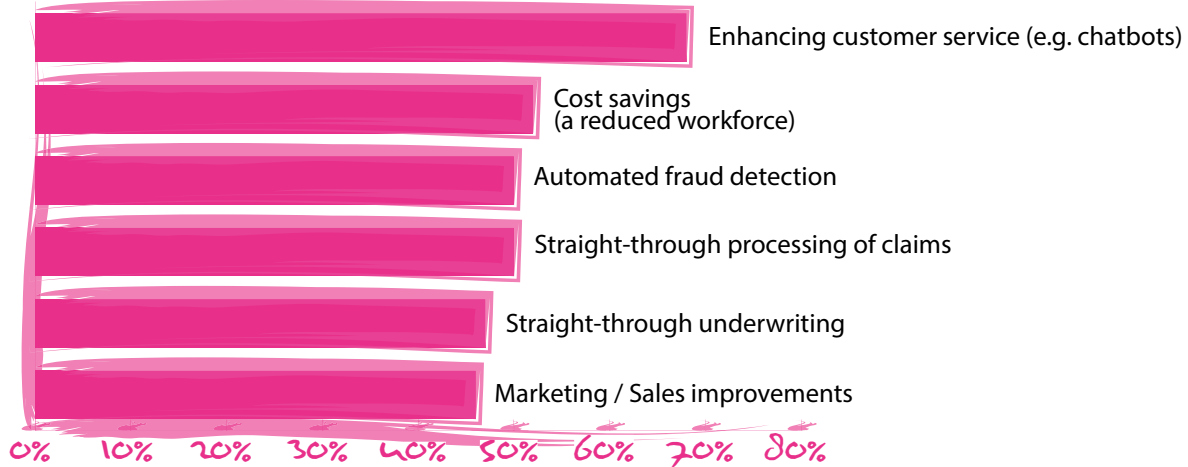 Enhancing customer service (e.g. chatbots)
Cost savings
(a reduced workforce)
Automated fraud detection
Straight-through processing of claims
Straight-through underwriting
Marketing / Sales improvements
0% 10% 20% 30% 40% 50% 60% 70% 80%